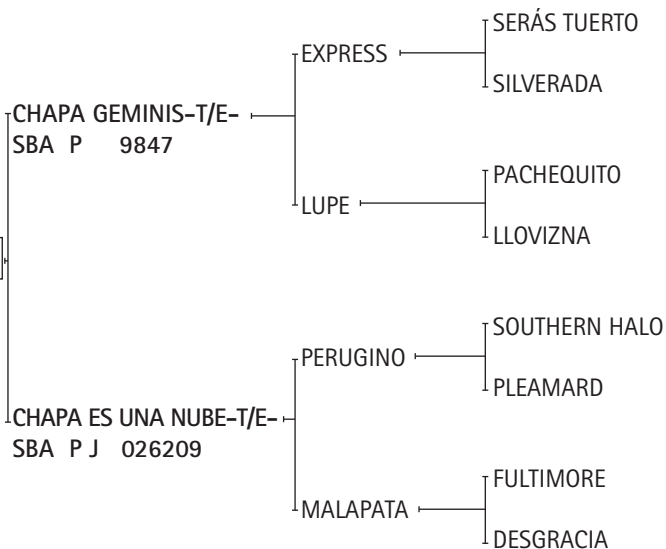 SERÁS TUERTO
EXPRESS
SILVERADA
CHAPA GEMINIS-T/E-
SBA P 9847
PACHEQUITO
LUPE
LLOVIZNA
SOUTHERN HALO
PERUGINO
PLEAMARD
CHAPA ES UNA NUBE-T/E-
SBA P J 026209
FULTIMORE
MALAPATA
DESGRACIA